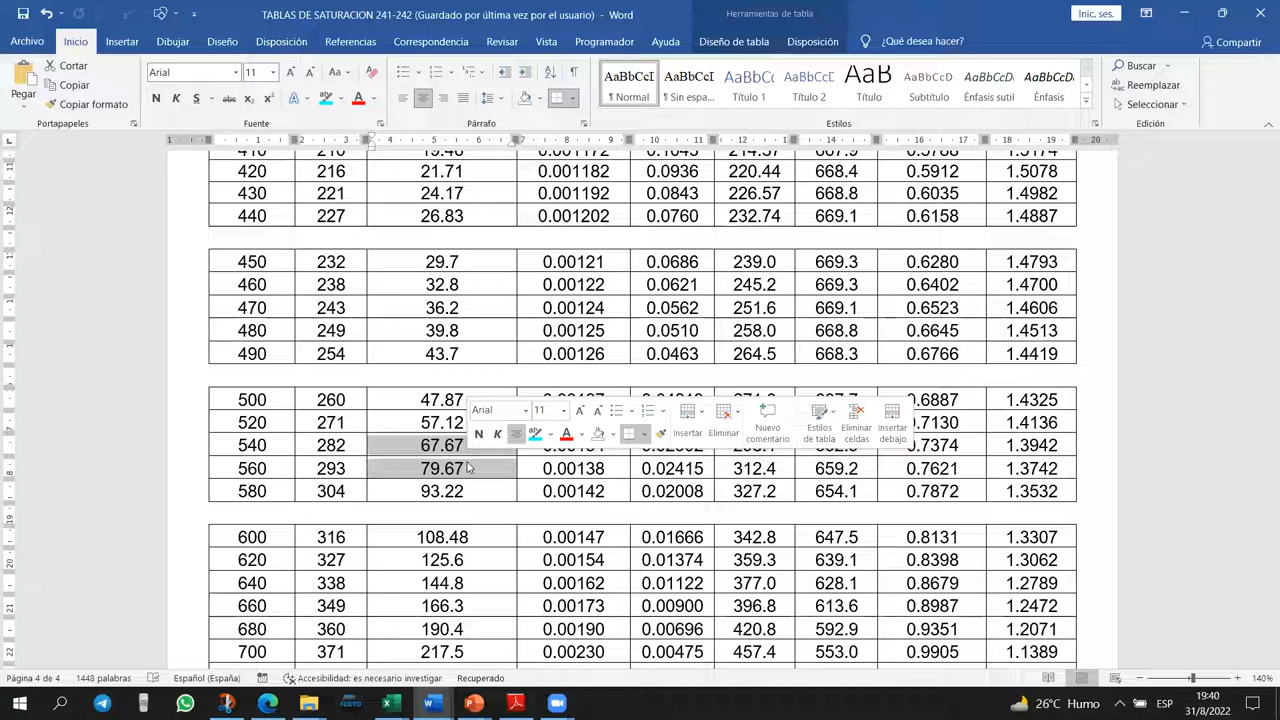 TABLAS DE SATURACION 241-243 (Guardado por última vez por el usuario) - Word
Herramientas de tabla
Inic. ses.
Archivo Inicio Insertar Dibujar Diseño Disposición Referencias Correspondencia Revisar Vista Programador Ayuda Diseño de tabla Disposición ¿Qué desea hacer? Compartir
Pegar Cortar Copiar Copiar formato
Arial 11
AaBbCcI AaBbCcI AaBbCc AaBbCcI AaB AaBbCcD AaBbCcDt AaBbCcDt
¶ Normal ¶ Sin espa... Título 1 Título 2 Título Subtítulo Énfasis sutil Énfasis
Buscar Reemplazar Seleccionar
Portapapeles Fuente Párrafo Estilos Edición
420 216 21.71 0.001182 0.0936 220.44 668.4 0.5912 1.5078
430 221 24.17 0.001192 0.0843 226.57 668.8 0.6035 1.4982
440 227 26.83 0.001202 0.0760 232.74 669.1 0.6158 1.4887
450 232 29.7 0.00121 0.0686 239.0 669.3 0.6280 1.4793
460 238 32.8 0.00122 0.0621 245.2 669.3 0.6402 1.4700
470 243 36.2 0.00124 0.0562 251.6 669.1 0.6523 1.4606
480 249 39.8 0.00125 0.0510 258.0 668.8 0.6645 1.4513
490 254 43.7 0.00126 0.0463 264.5 668.3 0.6766 1.4419
500 260 47.87 0.6887 1.4325
520 271 57.12 0.7130 1.4136
540 282 67.67 0.7374 1.3942
560 293 79.67 0.00138 0.02415 312.4 659.2 0.7621 1.3742
580 304 93.22 0.00142 0.02008 327.2 654.1 0.7872 1.3532
Arial 11
N K Insertar Eliminar Nuevo comentario Estilos de tabla Eliminar celdas Insertar debajo
600 316 108.48 0.00147 0.01666 342.8 647.5 0.8131 1.3307
620 327 125.6 0.00154 0.01374 359.3 639.1 0.8398 1.3062
640 338 144.8 0.00162 0.01122 377.0 628.1 0.8679 1.2789
660 349 166.3 0.00173 0.00900 396.8 613.6 0.8987 1.2472
680 360 190.4 0.00190 0.00696 420.8 592.9 0.9351 1.2071
700 371 217.5 0.00230 0.00475 457.4 553.0 0.9905 1.1389
Página 4 de 4 1448 palabras Español (España) Accesibilidad: es necesario investigar Recuperado 140%
26°C Humo ESP 19:40
31/8/2022